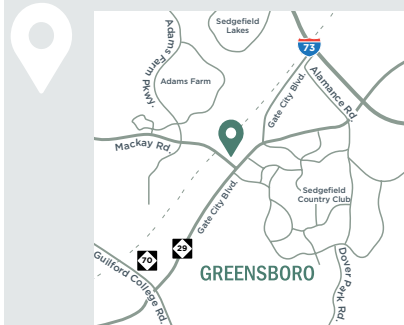 Sedgefield
Lakes
Adams Farm Pkwy.
73
Adams Farm
Gate City Blvd.
Alamance Rd.
Mackay Rd.
Sedgefield
Country Club
Gate City Blvd.
29
70
Guilford College Rd.
GREENSBORO
Dover Park Rd.